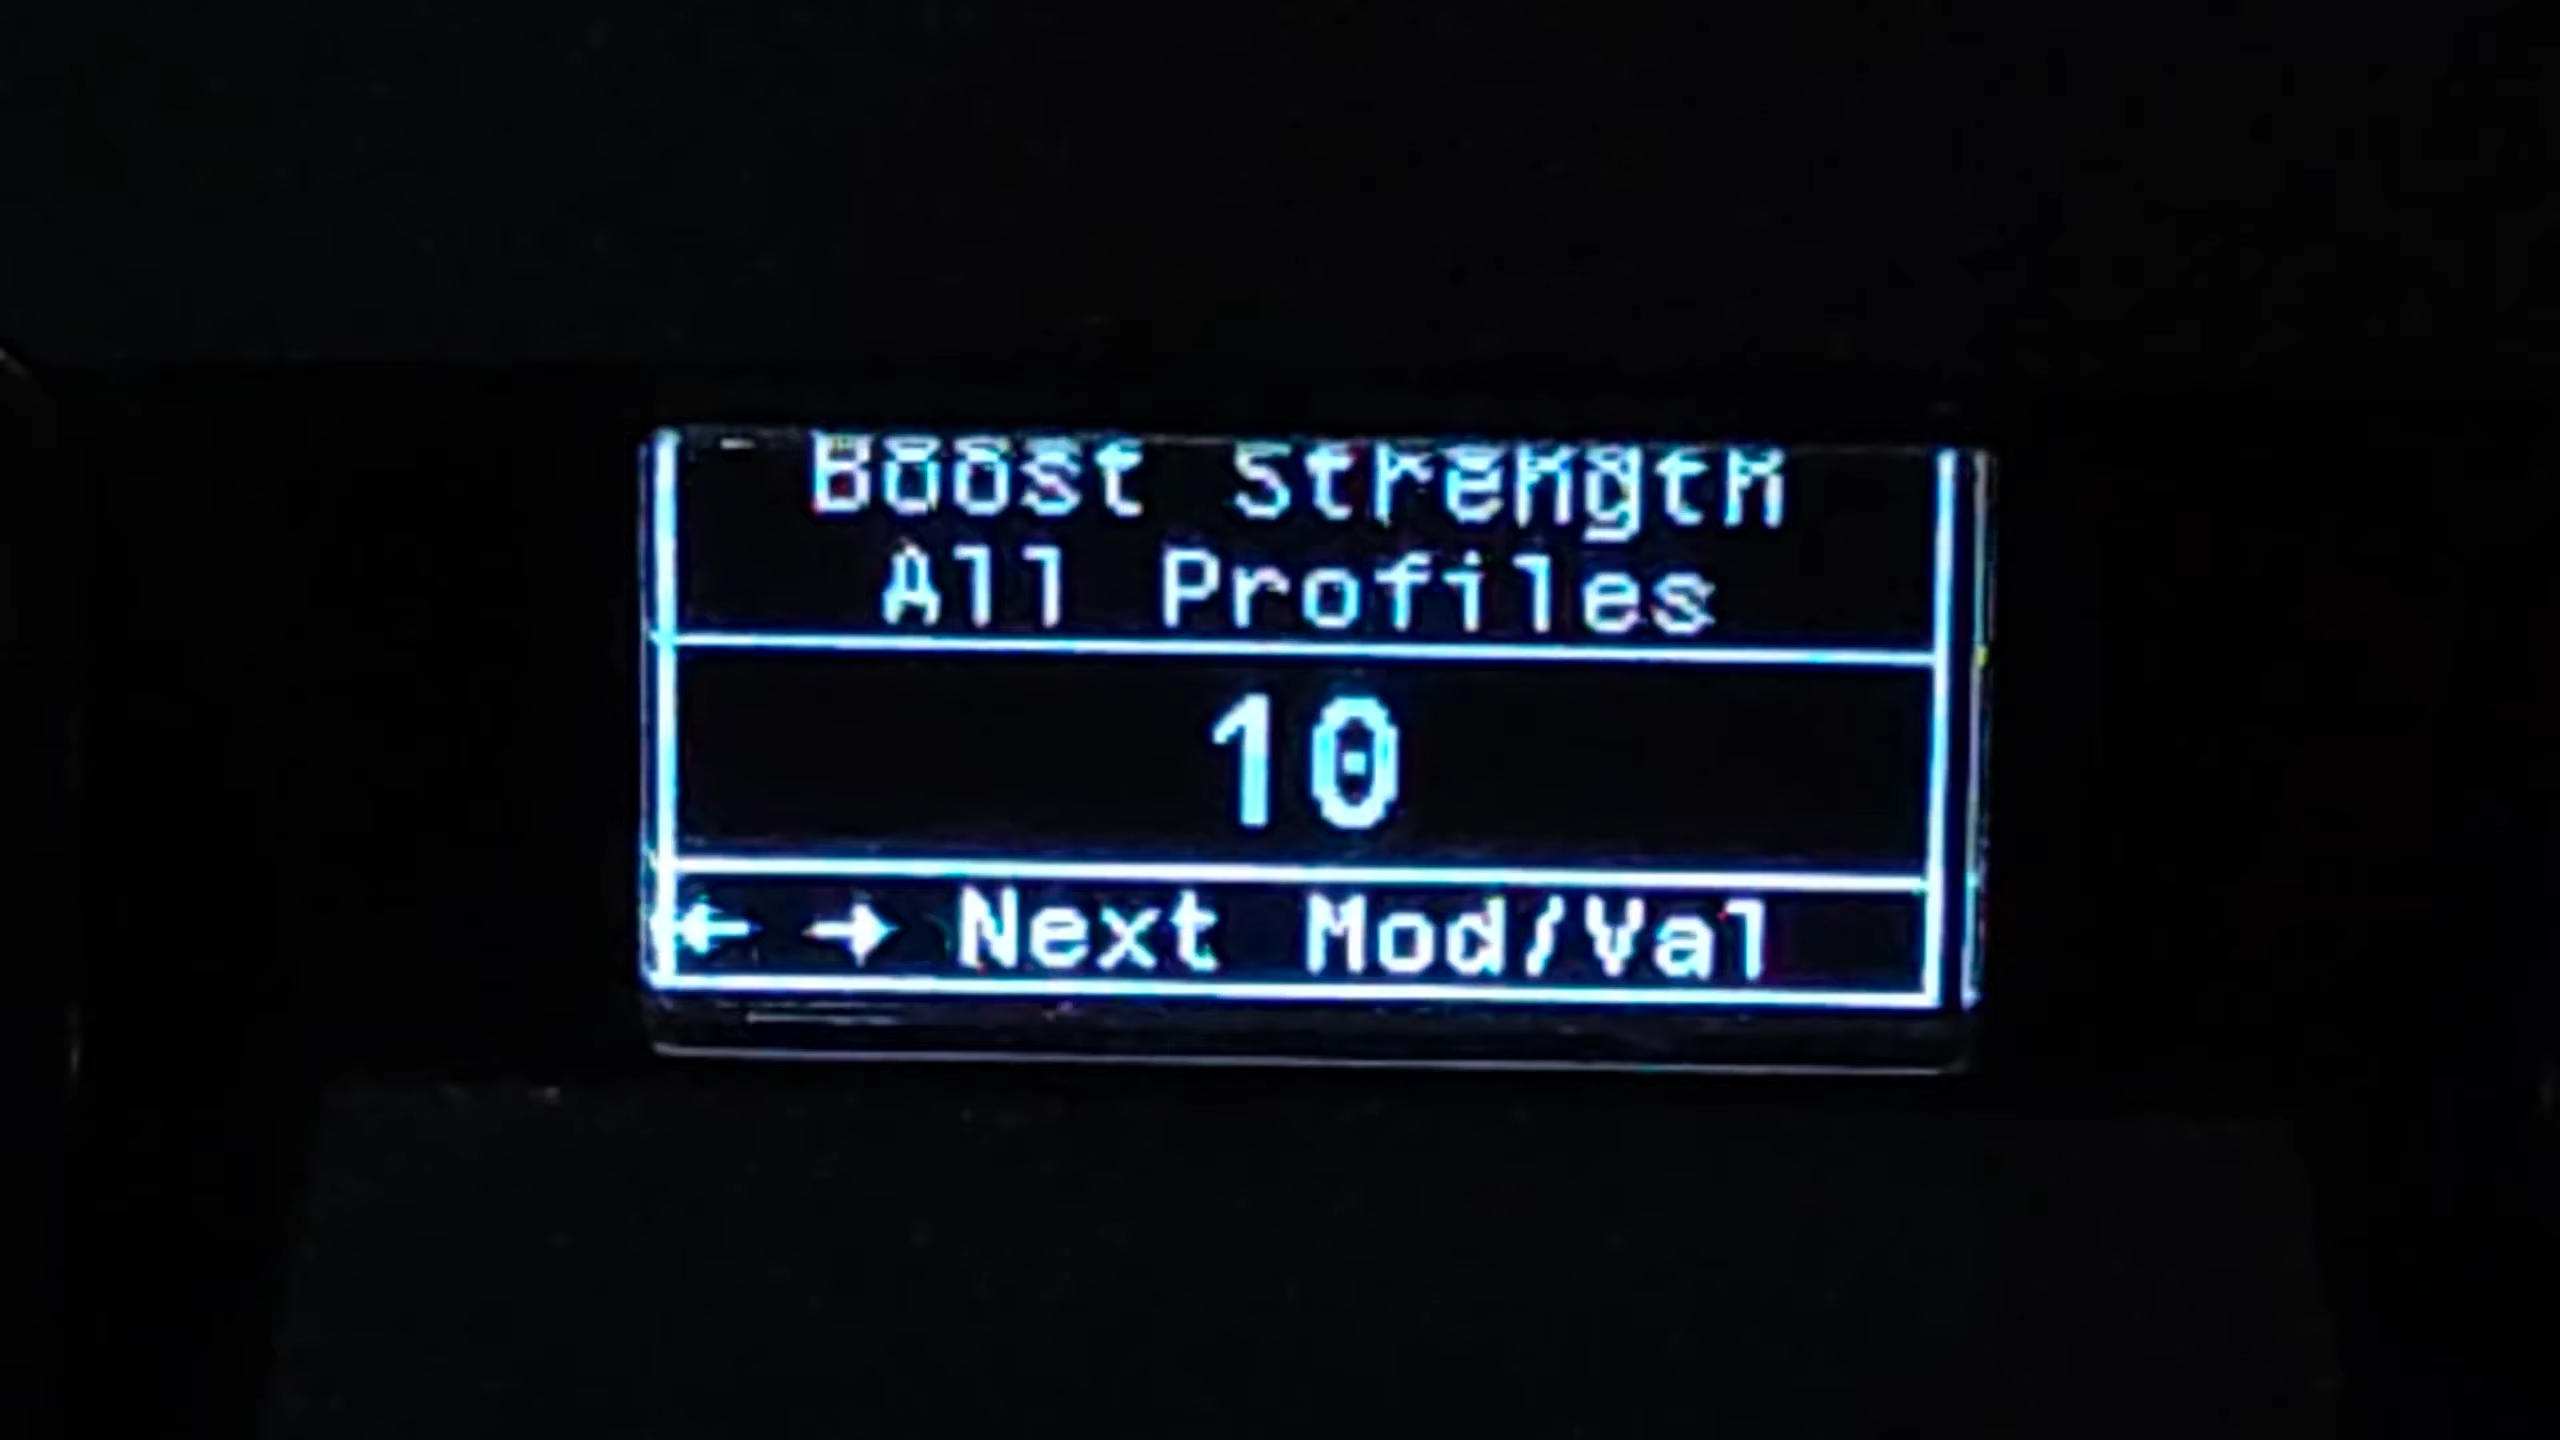 Boost Strength
All Profiles
10
← → Next Mod/Val